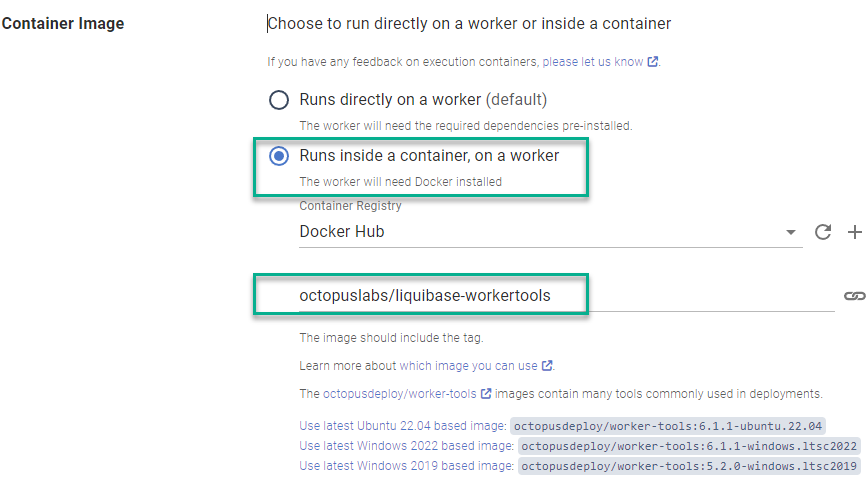 Container Image
Choose to run directly on a worker or inside a container
If you have any feedback on execution containers, please let us know.
Runs directly on a worker (default)
The worker will need the required dependencies pre-installed.
Runs inside a container, on a worker
The worker will need Docker installed
Container Registry
Docker Hub
octopuslabs/liquibase-workertools
The image should include the tag.
Learn more about which image you can use.
The octopusdeploy/worker-tools images contain many tools commonly used in deployments.
Use latest Ubuntu 22.04 based image: octopusdeploy/worker-tools:6.1.1-ubuntu.22.04
Use latest Windows 2022 based image: octopusdeploy/worker-tools:6.1.1-windows.ltsc2022
Use latest Windows 2019 based image: octopusdeploy/worker-tools:5.2.0-windows.ltsc2019